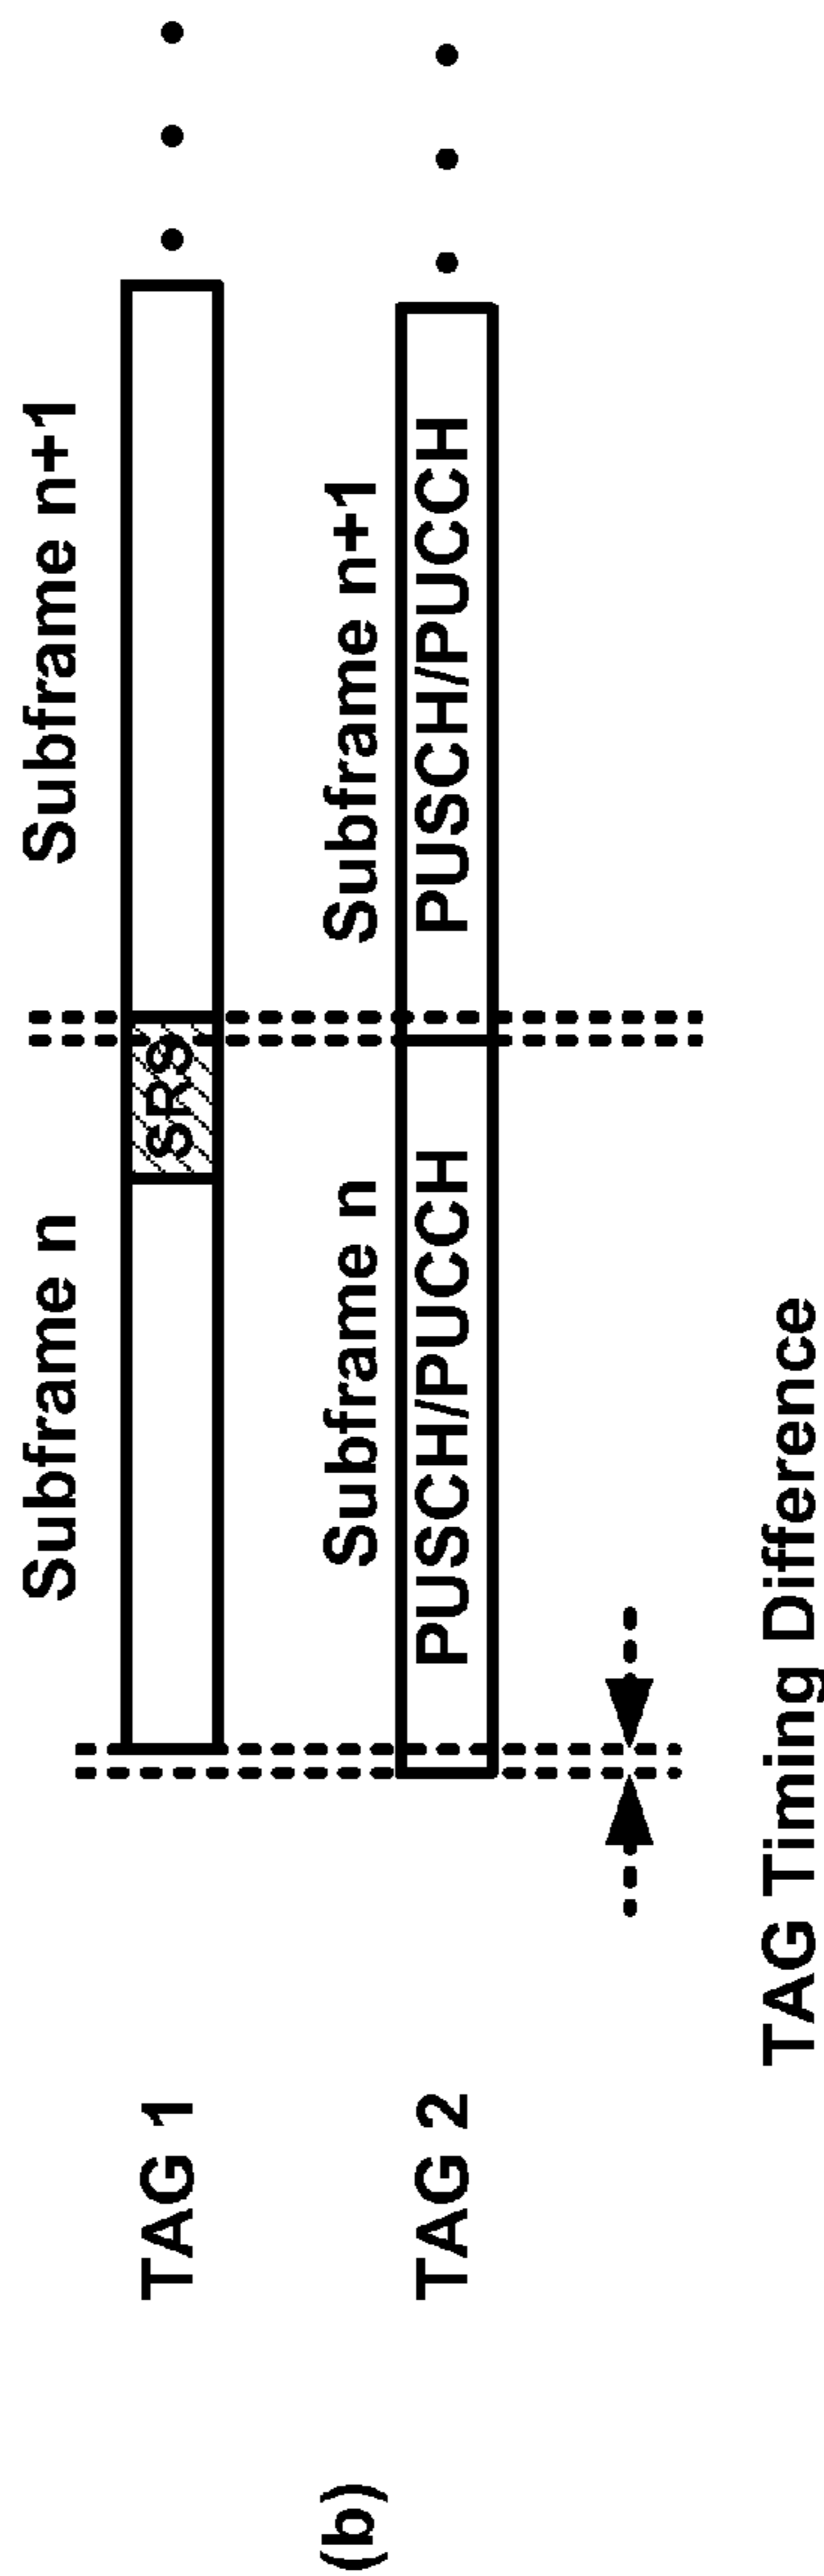 Subframe n
Subframe n+1
TAG 1
SRS
Subframe n
Subframe n+1
(b)
TAG 2
PUSCH/PUCCH
PUSCH/PUCCH
TAG Timing Difference